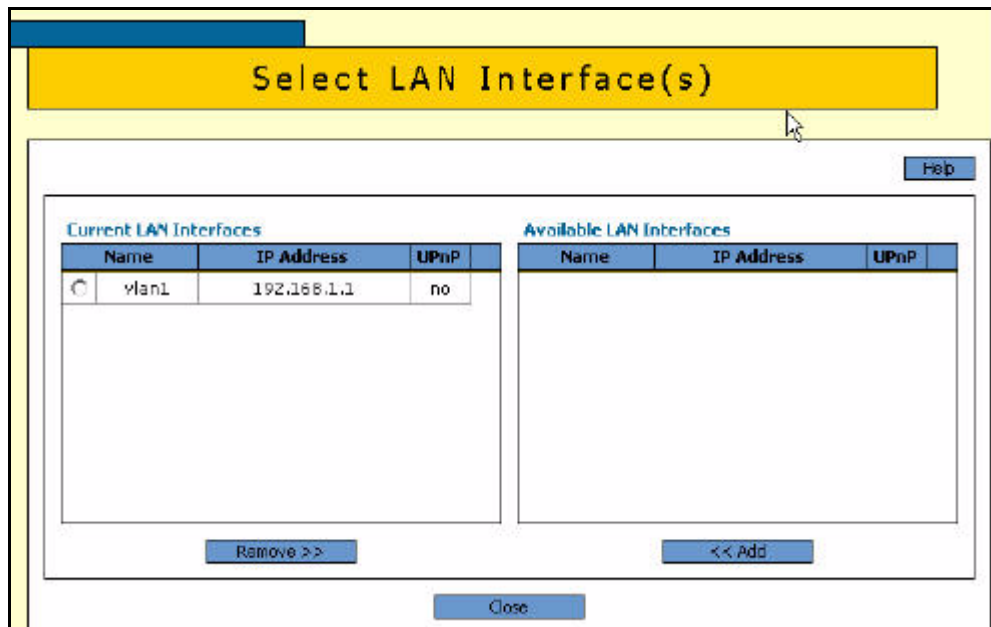 Select LAN Interface(s)
Help
Current LAN Interfaces
Name IP Address UPnP
vlan1 192.168.1.1 no
Remove >>
Available LAN Interfaces
Name IP Address UPnP
<< Add
Close